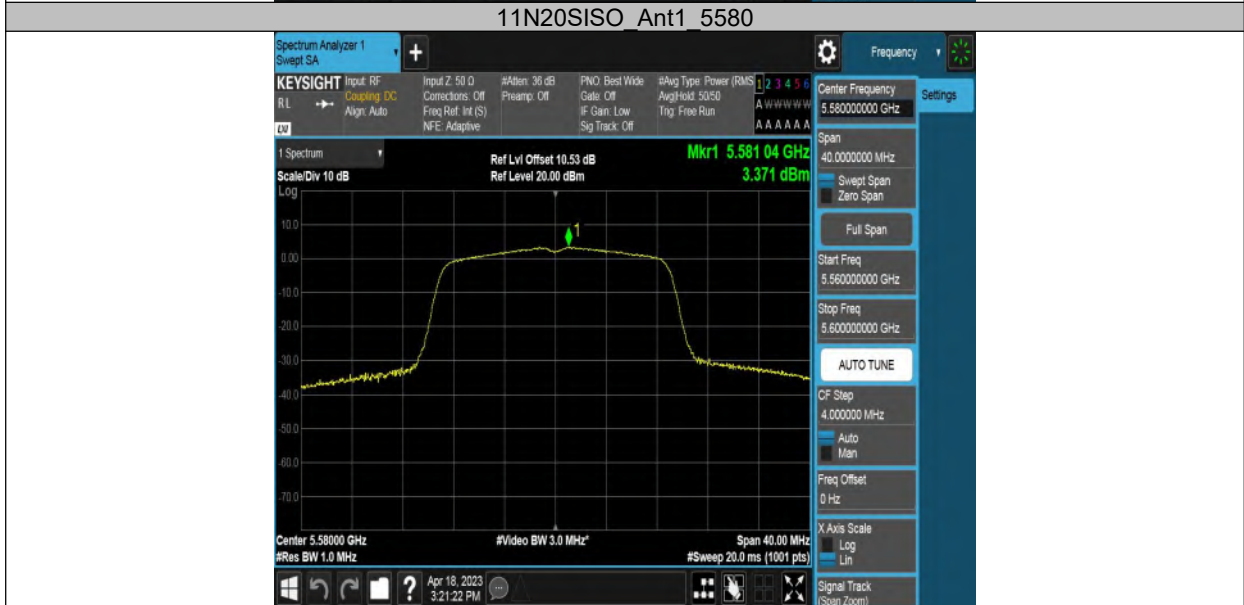 11N20SISO_Ant1_5580
Spectrum Analyzer 1
Swept SA
+
Frequency
KEYSIGHT
Input: RF
Coupling: DC
Align: Auto
RL
LXI
Input Z: 50 Ω
Corrections: Off
Freq Ref: Int (S)
NFE: Adaptive
#Atten: 36 dB
Preamp: Off
PNO: Best Wide
Gate: Off
IF Gain: Low
Sig Track: Off
#Avg Type: Power (RMS
Avg|Hold: 50/50
Trig: Free Run
1 2 3 4 5 6
A W W W W W
A A A A A A
Center Frequency
5.580000000 GHz
Settings
Span
40.0000000 MHz
Swept Span
Zero Span
Full Span
Start Freq
5.560000000 GHz
Stop Freq
5.600000000 GHz
AUTO TUNE
CF Step
4.000000 MHz
Auto
Man
Freq Offset
0 Hz
X Axis Scale
Log
Lin
Signal Track
(Span Zoom)
1 Spectrum
Scale/Div 10 dB
Log
Ref Lvl Offset 10.53 dB
Ref Level 20.00 dBm
Mkr1 5.581 04 GHz
3.371 dBm
1
10.0
0.00
-10.0
-20.0
-30.0
-40.0
-50.0
-60.0
-70.0
Center 5.58000 GHz
#Res BW 1.0 MHz
#Video BW 3.0 MHz*
Span 40.00 MHz
#Sweep 20.0 ms (1001 pts)
?
Apr 18, 2023
3:21:22 PM